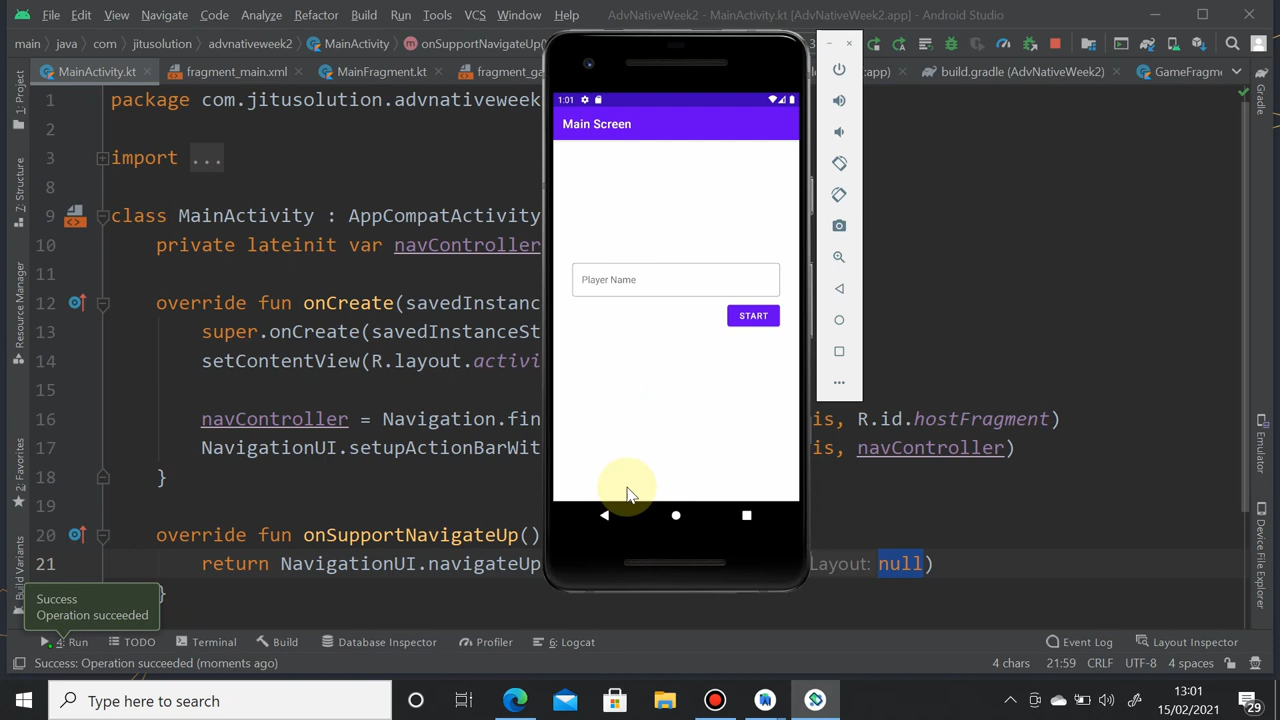 File Edit View Navigate Code Analyze Refactor Build Run Tools VCS Window Help AdvNativeWeek2 - MainActivity.kt [AdvNativeWeek2.app] - Android Studio
main java com jitusolution advnativeweek2 MainActivity onSupportNavigateUp()
MainActivity.kt fragment_main.xml MainFragment.kt :app) build.gradle (AdvNativeWeek2)
1: Project
Z: Structure
Resource Manager
2: Favorites
Build Variants
Gradle
Emulator
Device File Explorer
1 package com.jitusolution.advnativeweek
2
3 import ...
8
9 class MainActivity : AppCompatActivity
10 private lateinit var navController
11
12 override fun onCreate(savedInstanc
13 super.onCreate(savedInstanceSt
14 setContentView(R.layout.activi
15
16 navController = Navigation.fin is, R.id.hostFragment)
17 NavigationUI.setupActionBarWit is, navController)
18 }
19
20 override fun onSupportNavigateUp()
21 return NavigationUI.navigateUp Layout: null)
}
1:01
Main Screen
Player Name
START
Success
Operation succeeded
4: Run TODO Terminal Build Database Inspector Profiler 6: Logcat Event Log Layout Inspector
Success: Operation succeeded (moments ago) 4 chars 21:59 CRLF UTF-8 4 spaces
Type here to search
13:01
15/02/2021
29